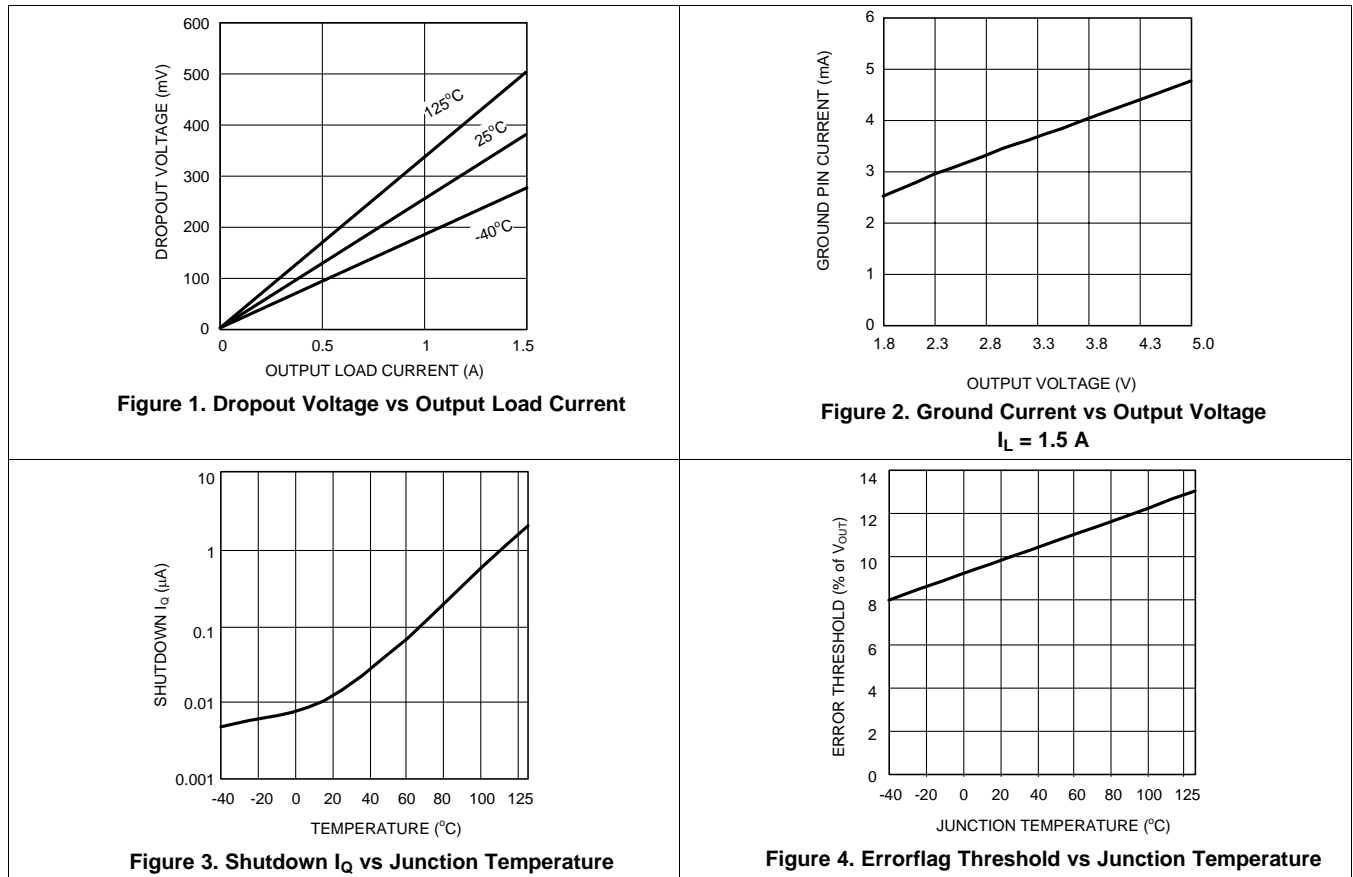 600
500
400
300
200
100
0
DROPOUT VOLTAGE (mV)
125°C
25°C
-40°C
0 0.5 1 1.5
OUTPUT LOAD CURRENT (A)
Figure 1. Dropout Voltage vs Output Load Current
6
5
4
3
2
1
0
GROUND PIN CURRENT (mA)
1.8 2.3 2.8 3.3 3.8 4.3 5.0
OUTPUT VOLTAGE (V)
Figure 2. Ground Current vs Output Voltage
I_L = 1.5 A
10
1
0.1
0.01
0.001
SHUTDOWN I_Q (μA)
-40 -20 0 20 40 60 80 100 125
TEMPERATURE (°C)
Figure 3. Shutdown I_Q vs Junction Temperature
14
12
10
8
6
4
2
0
ERROR THRESHOLD (% of V_OUT)
-40 -20 0 20 40 60 80 100 125
JUNCTION TEMPERATURE (°C)
Figure 4. Errorflag Threshold vs Junction Temperature